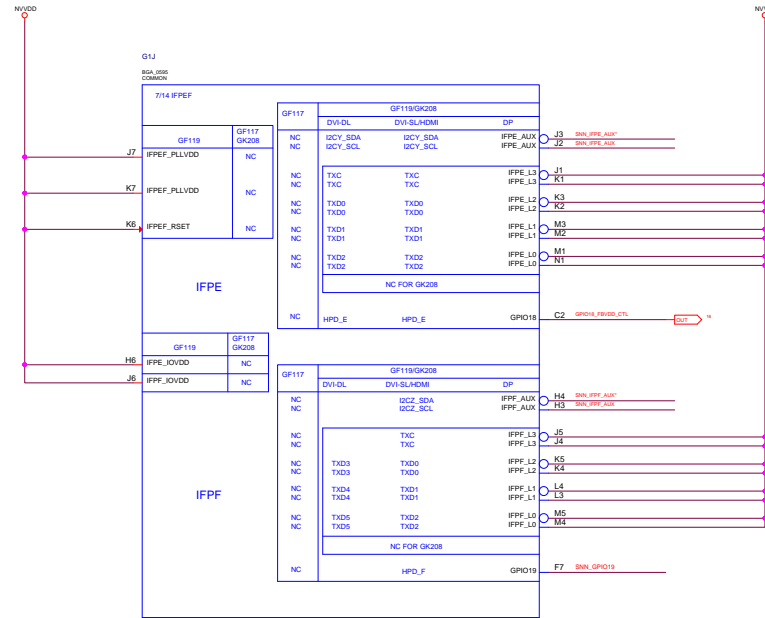 NVVDD
NV
G1J
BGA_0595
COMMON
7/14 IFPEF
GF119
GF117
GK208
J7 IFPEF_PLLVDD NC
K7 IFPEF_PLLVDD NC
K6 IFPEF_RSET NC
IFPE
GF117
GF119/GK208
DVI-DL DVI-SL/HDMI DP
NC I2CY_SDA I2CY_SDA IFPE_AUX J3 SNN_IFPE_AUX*
NC I2CY_SCL I2CY_SCL IFPE_AUX J2 SNN_IFPE_AUX
NC TXC TXC IFPE_L3 J1
NC TXC TXC IFPE_L3 K1
NC TXD0 TXD0 IFPE_L2 K3
NC TXD0 TXD0 IFPE_L2 K2
NC TXD1 TXD1 IFPE_L1 M3
NC TXD1 TXD1 IFPE_L1 M2
NC TXD2 TXD2 IFPE_L0 M1
NC TXD2 TXD2 IFPE_L0 N1
NC FOR GK208
NC HPD_E HPD_E GPIO18 C2 GPIO18_FBVDD_CTL OUT
GF119
GF117
GK208
H6 IFPE_IOVDD NC
J6 IFPF_IOVDD NC
IFPF
GF117
GF119/GK208
DVI-DL DVI-SL/HDMI DP
NC I2CZ_SDA IFPF_AUX H4 SNN_IFPF_AUX*
NC I2CZ_SCL IFPF_AUX H3 SNN_IFPF_AUX
NC TXC IFPF_L3 J5
NC TXC IFPF_L3 J4
NC TXD3 TXD0 IFPF_L2 K5
NC TXD3 TXD0 IFPF_L2 K4
NC TXD4 TXD1 IFPF_L1 L4
NC TXD4 TXD1 IFPF_L1 L3
NC TXD5 TXD2 IFPF_L0 M5
NC TXD5 TXD2 IFPF_L0 M4
NC FOR GK208
NC HPD_F GPIO19 F7 SNN_GPIO19